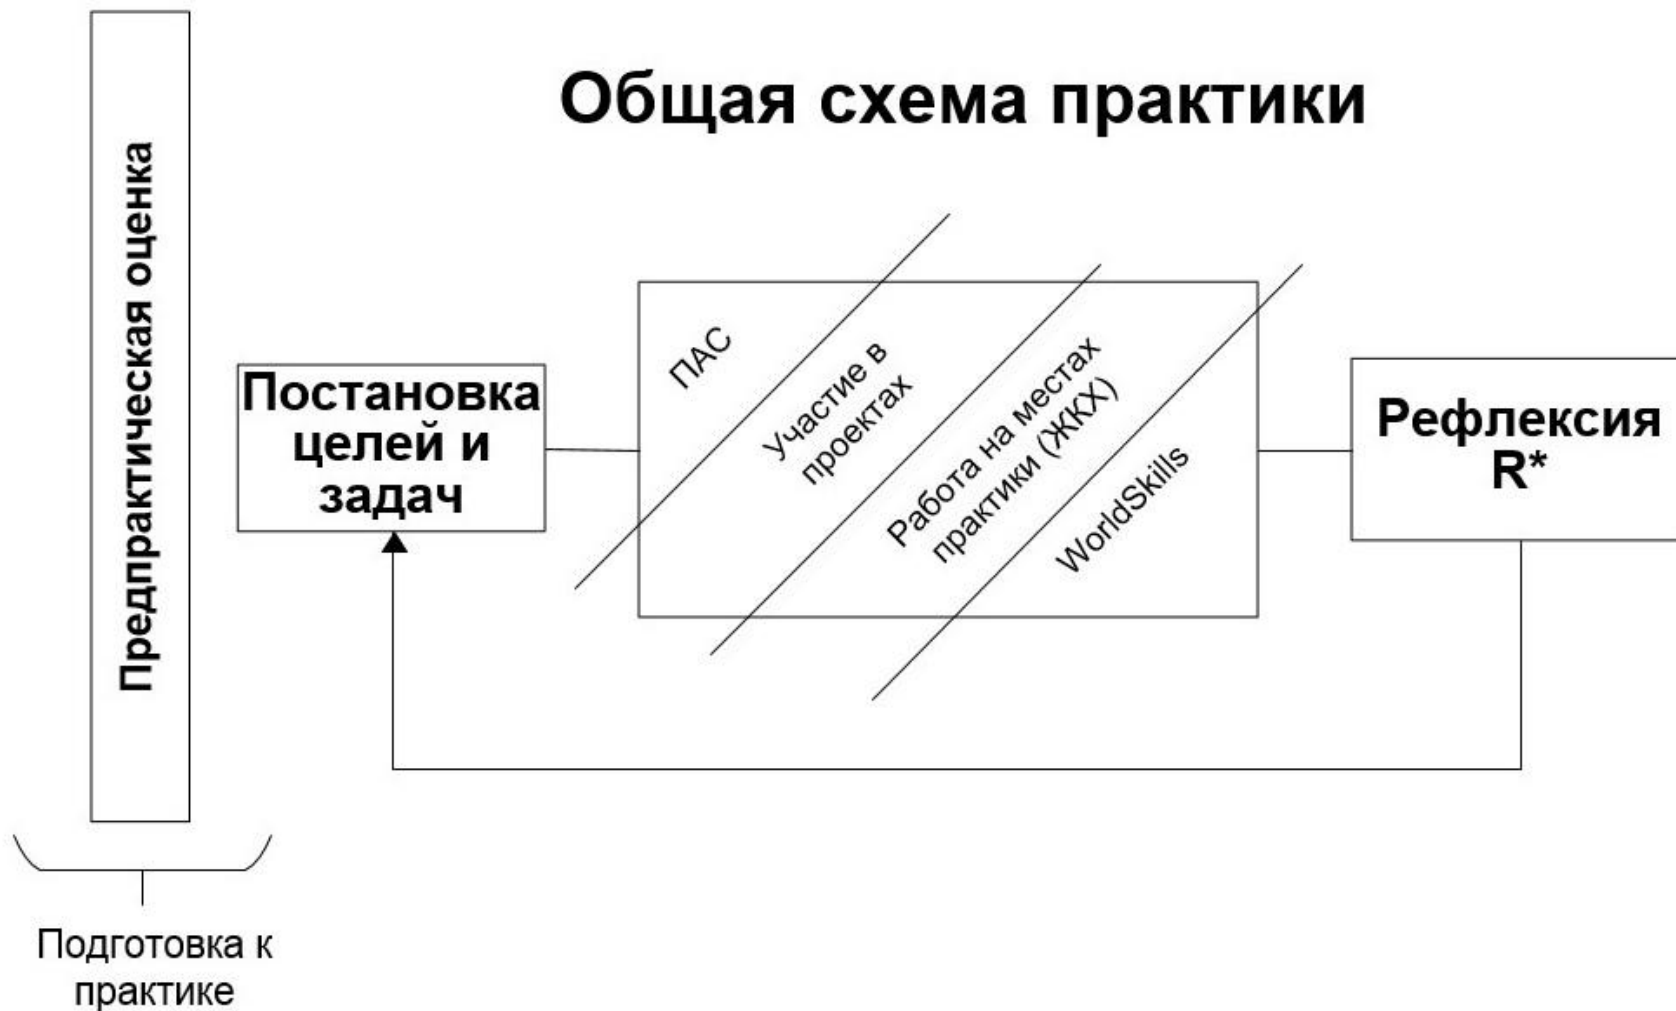 Общая схема практики
Предпрактическая оценка
Постановка
целей и
задач
ПАС
Участие в
проектах
Работа на местах
практики (ЖКХ)
WorldSkills
Рефлексия
R*
Подготовка к
практике